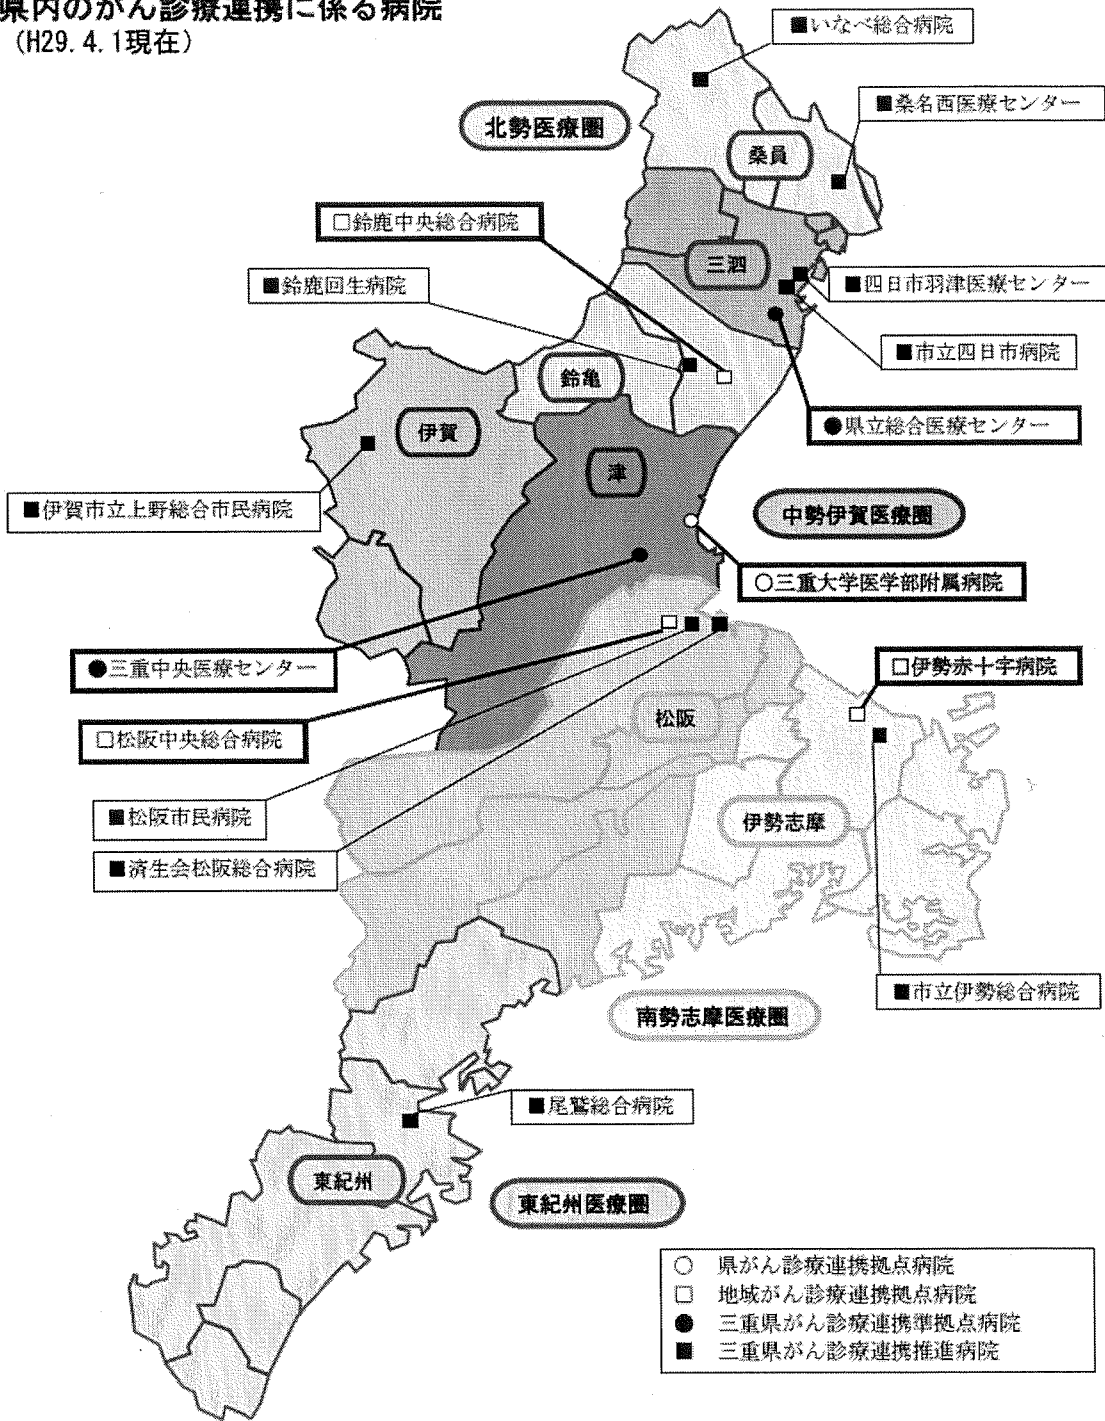 県内のがん診療連携に係る病院
（H29.4.1現在）
■いなべ総合病院
北勢医療圏
■桑名西医療センター
桑員
□鈴鹿中央総合病院
三泗
■鈴鹿回生病院
■四日市羽津医療センター
■市立四日市病院
鈴亀
伊賀
●県立総合医療センター
津
■伊賀市立上野総合市民病院
中勢伊賀医療圏
○三重大学医学部附属病院
●三重中央医療センター
□伊勢赤十字病院
松阪
□松阪中央総合病院
■松阪市民病院
伊勢志摩
■済生会松阪総合病院
■市立伊勢総合病院
南勢志摩医療圏
■尾鷲総合病院
東紀州
東紀州医療圏
○ 県がん診療連携拠点病院
□ 地域がん診療連携拠点病院
● 三重県がん診療連携準拠点病院
■ 三重県がん診療連携推進病院